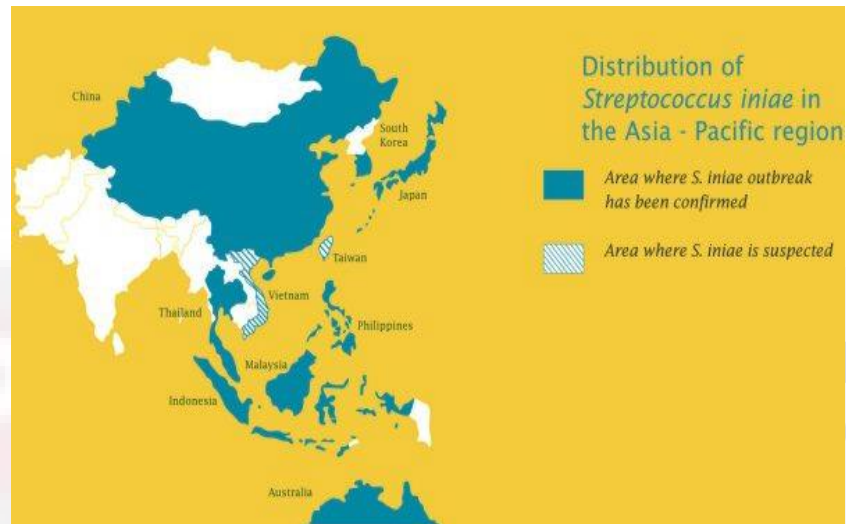 Distribution of
Streptococcus iniae in
the Asia - Pacific region
Area where S. iniae outbreak
has been confirmed
Area where S. iniae is suspected
China
South
Korea
Japan
Taiwan
Vietnam
Thailand
Philippines
Malaysia
Indonesia
Australia